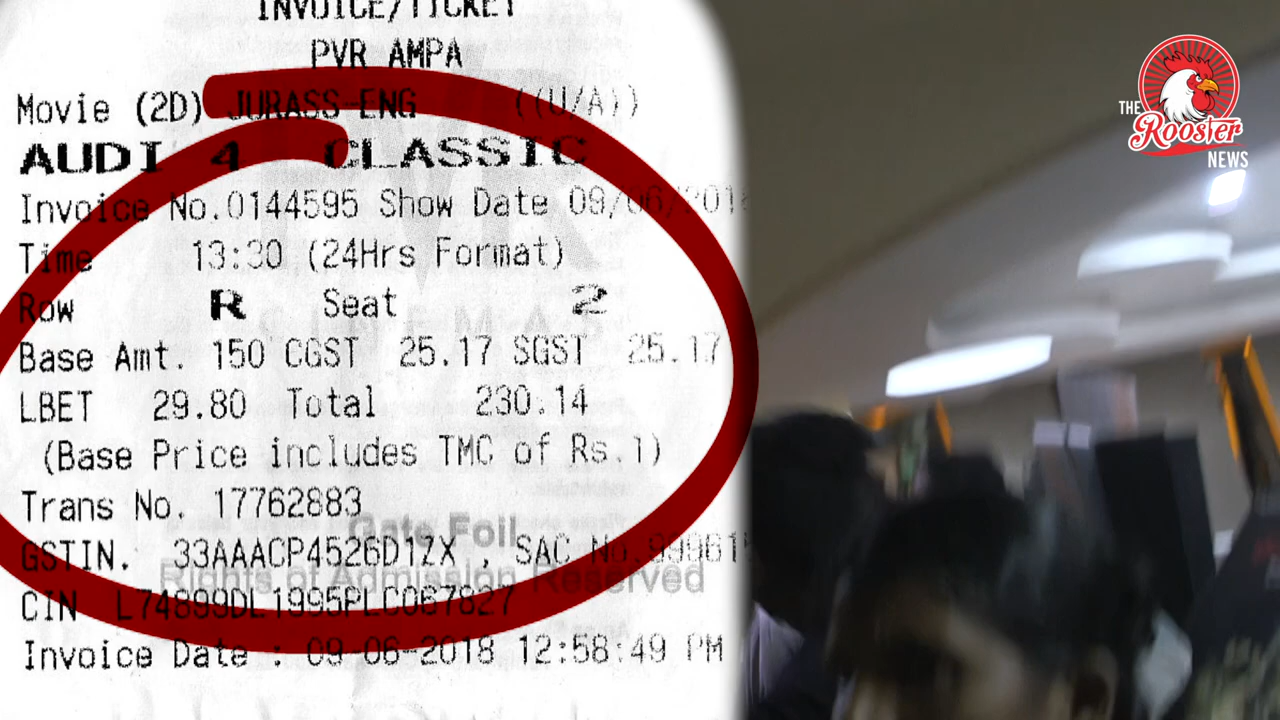 INVOICE/TICKET
PVR AMPA
Movie (2D) JURASS-ENG ((U/A))
AUDI 4 CLASSIC
Invoice No.0144595 Show Date 09/06/2018
Time 13:30 (24Hrs Format)
Row R Seat 2
Base Amt. 150 CGST 25.17 SGST 25.17
LBET 29.80 Total 230.14
(Base Price includes TMC of Rs.1)
Trans No. 17762883
Gate Foil
GSTIN. 33AAACP4526D1ZX , SAC No.99961
Rights of Admission Reserved
CIN L74899DL1995PLC067827
Invoice Date : 09-06-2018 12:58:49 PM
CINEMAS
THE
Rooster
NEWS